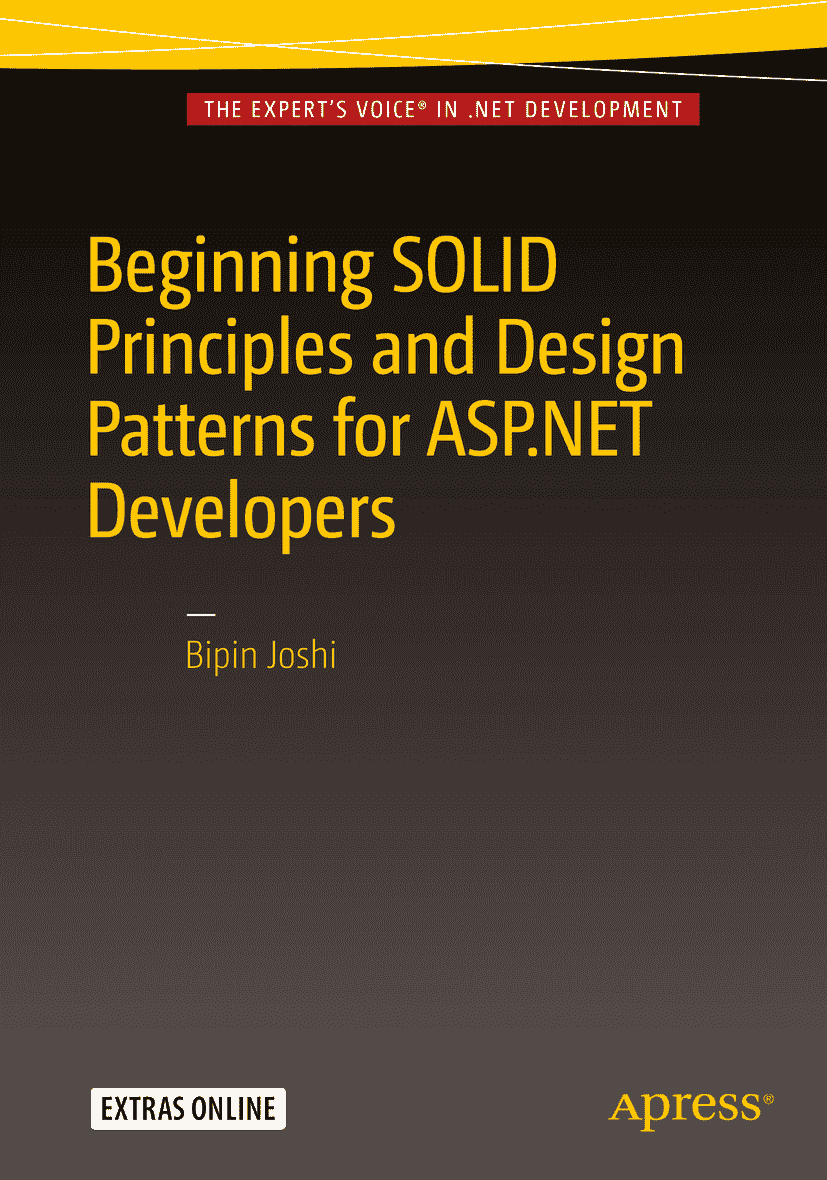 THE EXPERT'S VOICE® IN .NET DEVELOPMENT
Beginning SOLID
Principles and Design
Patterns for ASP.NET
Developers
Bipin Joshi
EXTRAS ONLINE
Apress®